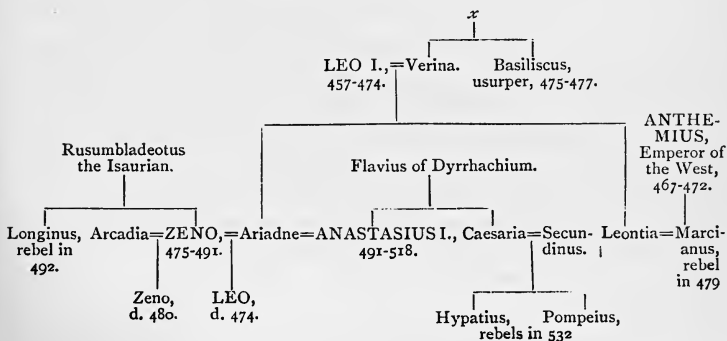 x
LEO I.,=Verina. Basiliscus,
457-474. usurper, 475-477.
ANTHE-
MIUS,
Emperor of
the West,
467-472.
Rusumbladeotus
the Isaurian.
Flavius of Dyrrhachium.
Longinus, Arcadia=ZENO,=Ariadne=ANASTASIUS I., Caesaria=Secun- Leontia=Marci-
rebel in 475-491. 491-518. dinus. anus,
492. rebel
in 479
Zeno, LEO,
d. 480. d. 474.
Hypatius, Pompeius,
rebels in 532